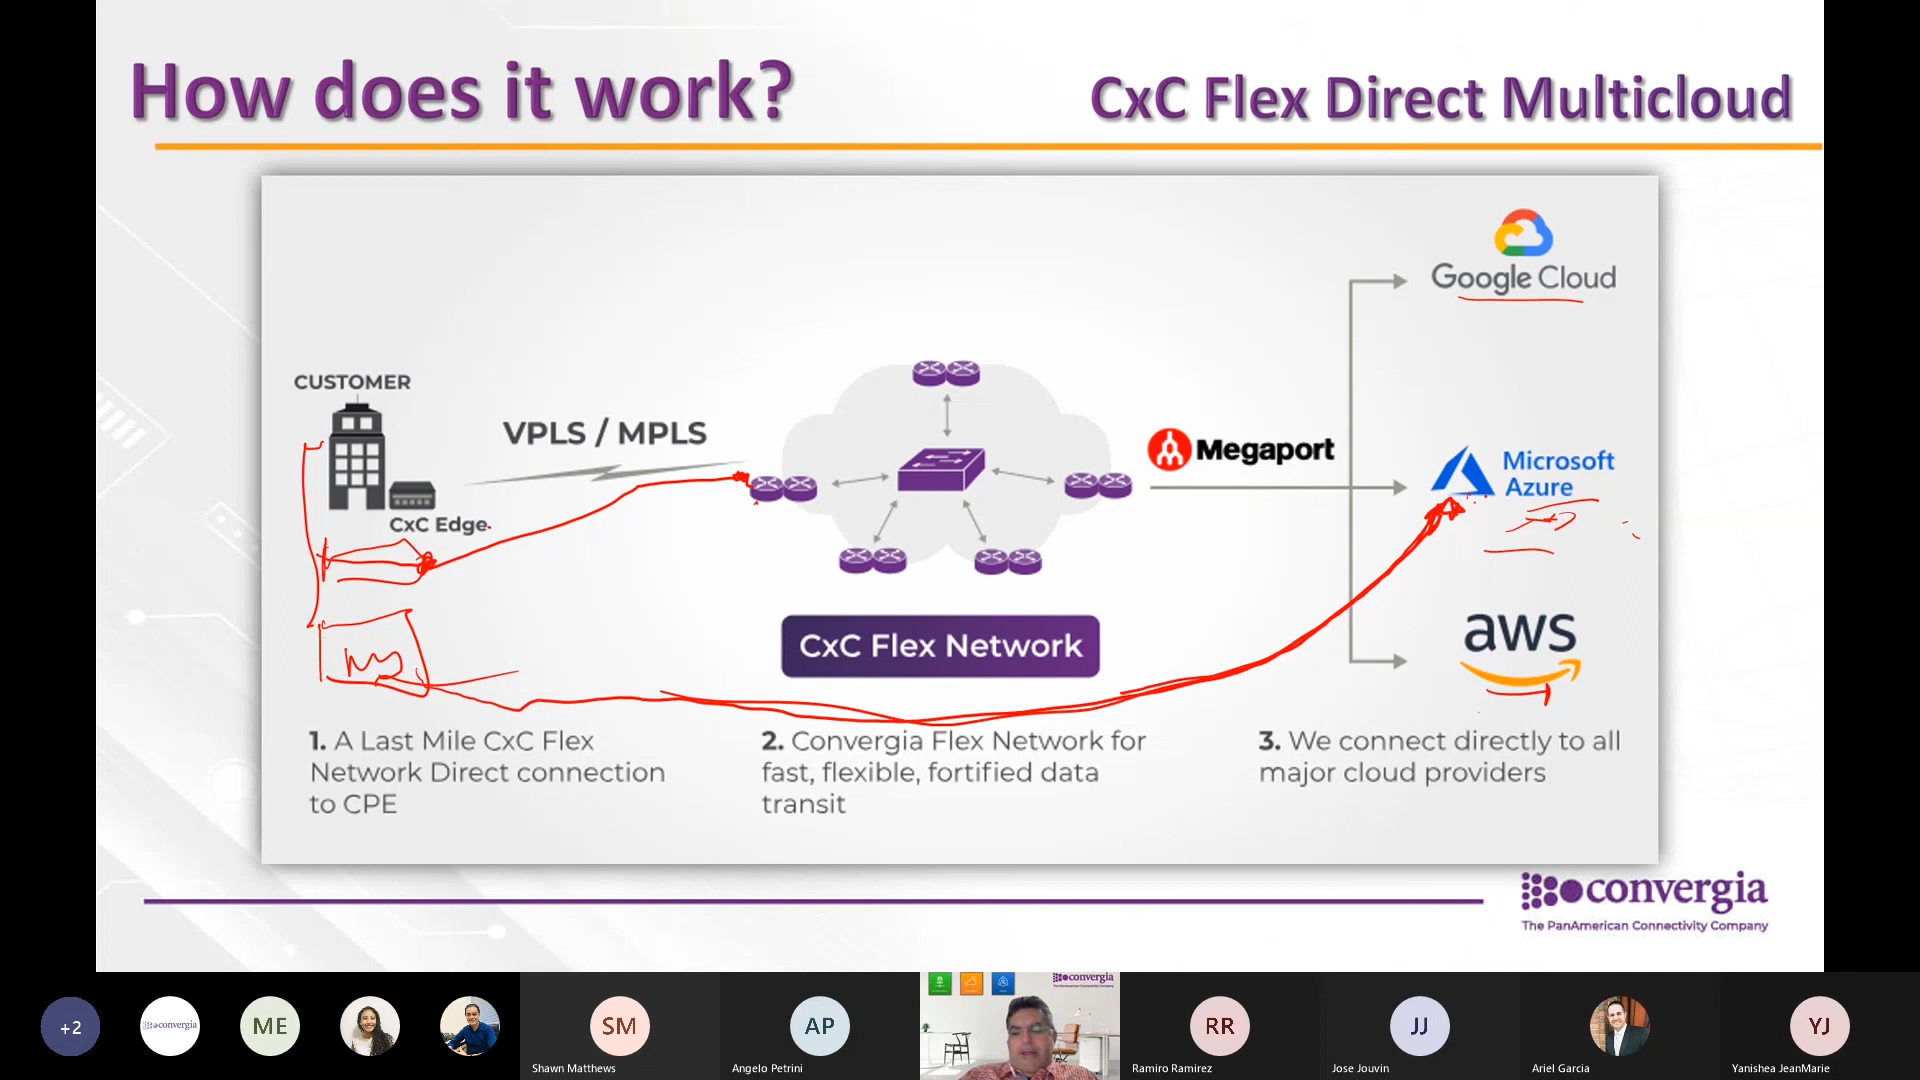 How does it work?
CxC Flex Direct Multicloud
Google Cloud
CUSTOMER
VPLS / MPLS
Megaport
Microsoft
Azure
CxC Edge
aws
CxC Flex Network
1. A Last Mile CxC Flex
Network Direct connection
to CPE
2. Convergia Flex Network for
fast, flexible, fortified data
transit
3. We connect directly to all
major cloud providers
convergia
The PanAmerican Connectivity Company
+2
convergia
ME
SM
Shawn Matthews
AP
Angelo Petrini
convergia
RR
Ramiro Ramirez
JJ
Jose Jouvin
Ariel Garcia
YJ
Yanishea JeanMarie